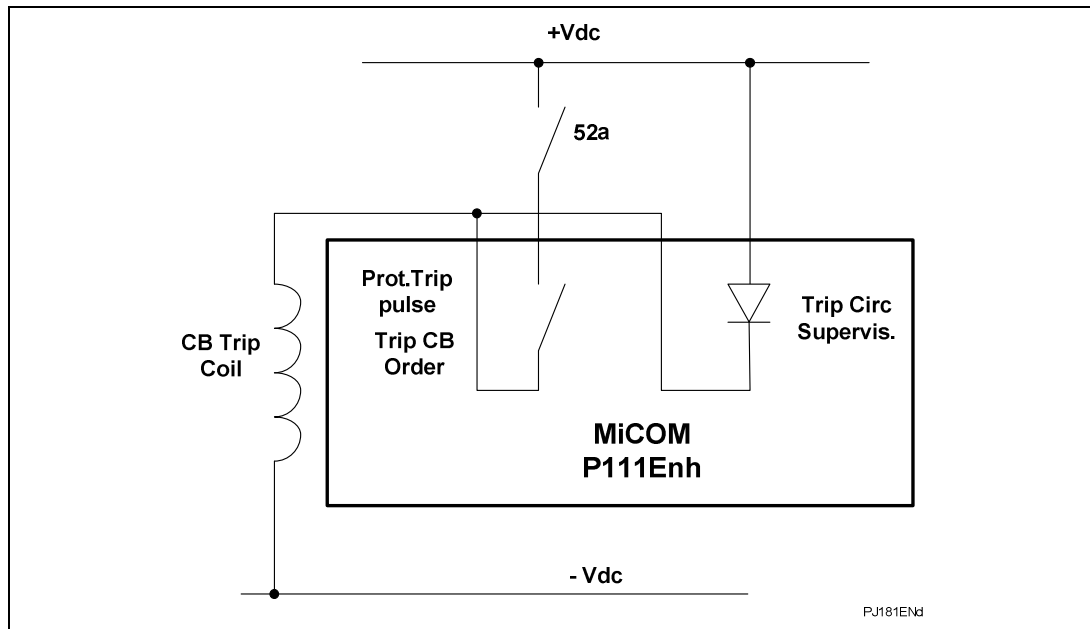 +Vdc
52a
Prot.Trip
pulse
Trip CB
Order
Trip Circ
Supervis.
CB Trip
Coil
MiCOM
P111Enh
- Vdc
PJ181ENd